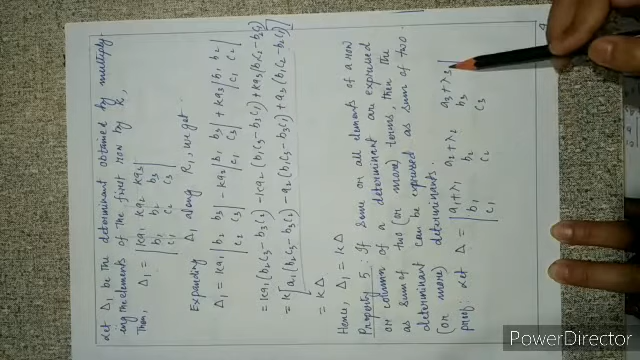 Let Δ₁ be the determinant obtained by multiply-
ing the elements of the first row by K,
Then,
Δ₁ = | Ka₁ Ka₂ Ka₃ |
| b₁ b₂ b₃ |
| c₁ c₂ c₃ |
Expanding Δ₁ along R₁, we get.
Δ₁ = Ka₁ | b₂ b₃ | - Ka₂ | b₁ b₃ | + Ka₃ | b₁ b₂ |
| c₂ c₃ | | c₁ c₃ | | c₁ c₂ |
= Ka₁ (b₂c₃ - b₃c₂) - Ka₂ (b₁c₃ - b₃c₁) + Ka₃ (b₁c₂ - b₂c₁)
= K[a₁ (b₂c₃ - b₃c₂) - a₂ (b₁c₃ - b₃c₁) + a₃ (b₁c₂ - b₂c₁)]
= KΔ
Hence, Δ₁ = KΔ
Property 5: If some or all elements of a row
or column of a determinant are expressed
as sum of two (or more) terms then the
determinant can be expressed as sum of two
(or more) determinants.
proof: Let Δ = | a₁+λ₁ a₂+λ₂ a₃+λ₃ |
| b₁ b₂ b₃ |
| c₁ c₂ c₃ |
PowerDirector